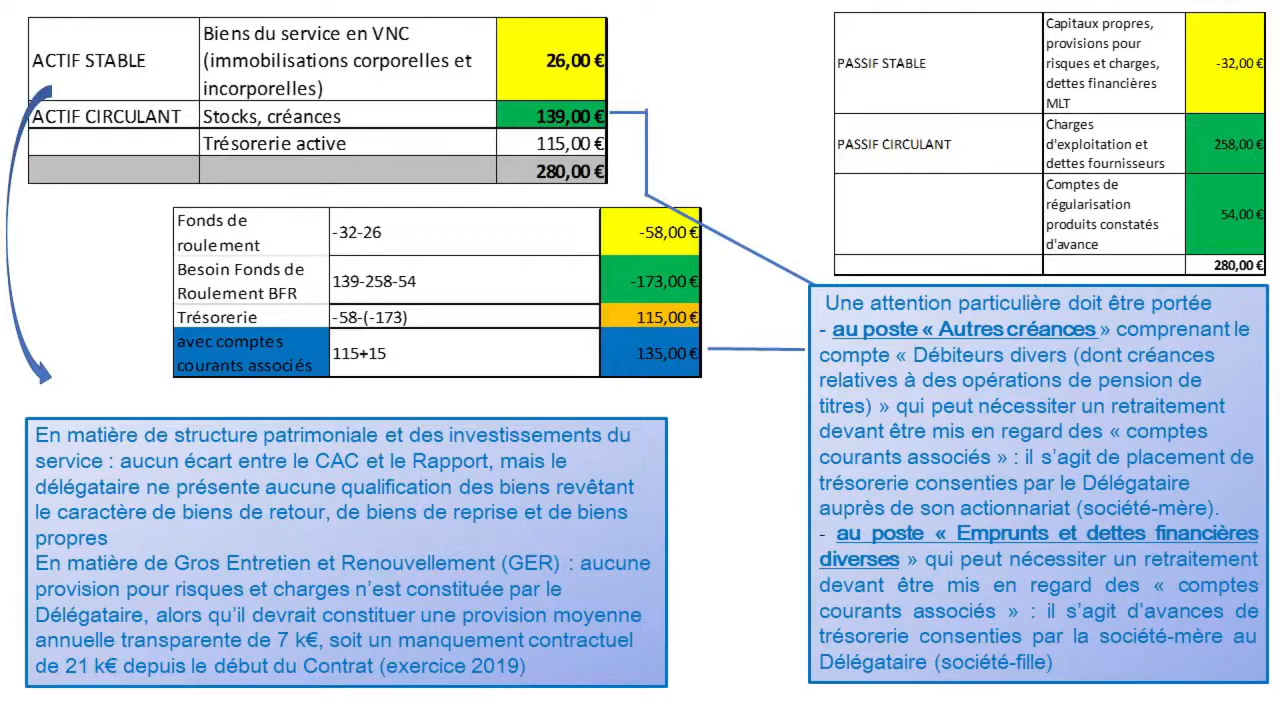 Biens du service en VNC
ACTIF STABLE (immobilisations corporelles et 26,00 €
incorporelles)
ACTIF CIRCULANT Stocks, créances 139,00 €
Trésorerie active 115,00 €
280,00 €
Capitaux propres,
provisions pour
PASSIF STABLE risques et charges, -32,00 €
dettes financières
MLT
Charges
PASSIF CIRCULANT d'exploitation et 258,00 €
dettes fournisseurs
Comptes de
régularisation 54,00 €
produits constatés
d'avance
280,00 €
Fonds de
roulement -32-26 -58,00 €
Besoin Fonds de
Roulement BFR 139-258-54 -173,00 €
Trésorerie -58-(-173) 115,00 €
avec comptes
courants associés 115+15 135,00 €
En matière de structure patrimoniale et des investissements du
service : aucun écart entre le CAC et le Rapport, mais le
délégataire ne présente aucune qualification des biens revêtant
le caractère de biens de retour, de biens de reprise et de biens
propres
En matière de Gros Entretien et Renouvellement (GER) : aucune
provision pour risques et charges n’est constituée par le
Délégataire, alors qu’il devrait constituer une provision moyenne
annuelle transparente de 7 k€, soit un manquement contractuel
de 21 k€ depuis le début du Contrat (exercice 2019)
Une attention particulière doit être portée
- au poste « Autres créances » comprenant le
compte « Débiteurs divers (dont créances
relatives à des opérations de pension de
titres) » qui peut nécessiter un retraitement
devant être mis en regard des « comptes
courants associés » : il s’agit de placement de
trésorerie consenties par le Délégataire
auprès de son actionnariat (société-mère).
- au poste « Emprunts et dettes financières
diverses » qui peut nécessiter un retraitement
devant être mis en regard des « comptes
courants associés » : il s’agit d’avances de
trésorerie consenties par la société-mère au
Délégataire (société-fille)